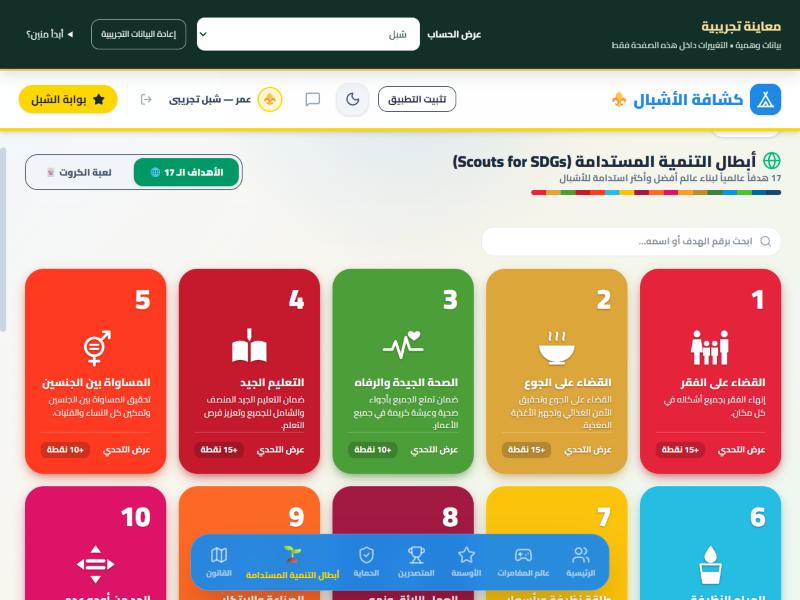 معاينة تجريبية
بيانات وهمية • التغييرات داخل هذه الصفحة فقط
عرض الحساب
شبل
إعادة البيانات التجريبية
أبدأ منين؟
كشافة الأشبال
تثبيت التطبيق
عمر — شبل تجريبي
بوابة الشبل
أبطال التنمية المستدامة (Scouts for SDGs)
17 هدفاً عالمياً لبناء عالم أفضل وأكثر استدامة للأشبال
الأهداف الـ 17
لعبة الكروت
ابحث برقم الهدف أو اسمه...
1
القضاء على الفقر
إنهاء الفقر بجميع أشكاله في
كل مكان.
عرض التحدي
+15 نقطة
2
القضاء على الجوع
القضاء على الجوع وتحقيق
الأمن الغذائي وتجهيز الأغذية
المغذية.
عرض التحدي
+15 نقطة
3
الصحة الجيدة والرفاه
ضمان تمتع الجميع بأجواء
صحية وعيشة كريمة في جميع
الأعمار.
عرض التحدي
+10 نقطة
4
التعليم الجيد
ضمان التعليم الجيد المنصف
والشامل للجميع وتعزيز فرص
التعلم.
عرض التحدي
+15 نقطة
5
المساواة بين الجنسين
تحقيق المساواة بين الجنسين
وتمكين كل النساء والفتيات.
عرض التحدي
+10 نقطة
6
7
8
9
10
الرئيسية
عالم المغامرات
الأوسمة
المتصدرين
الحماية
أبطال التنمية المستدامة
القانون